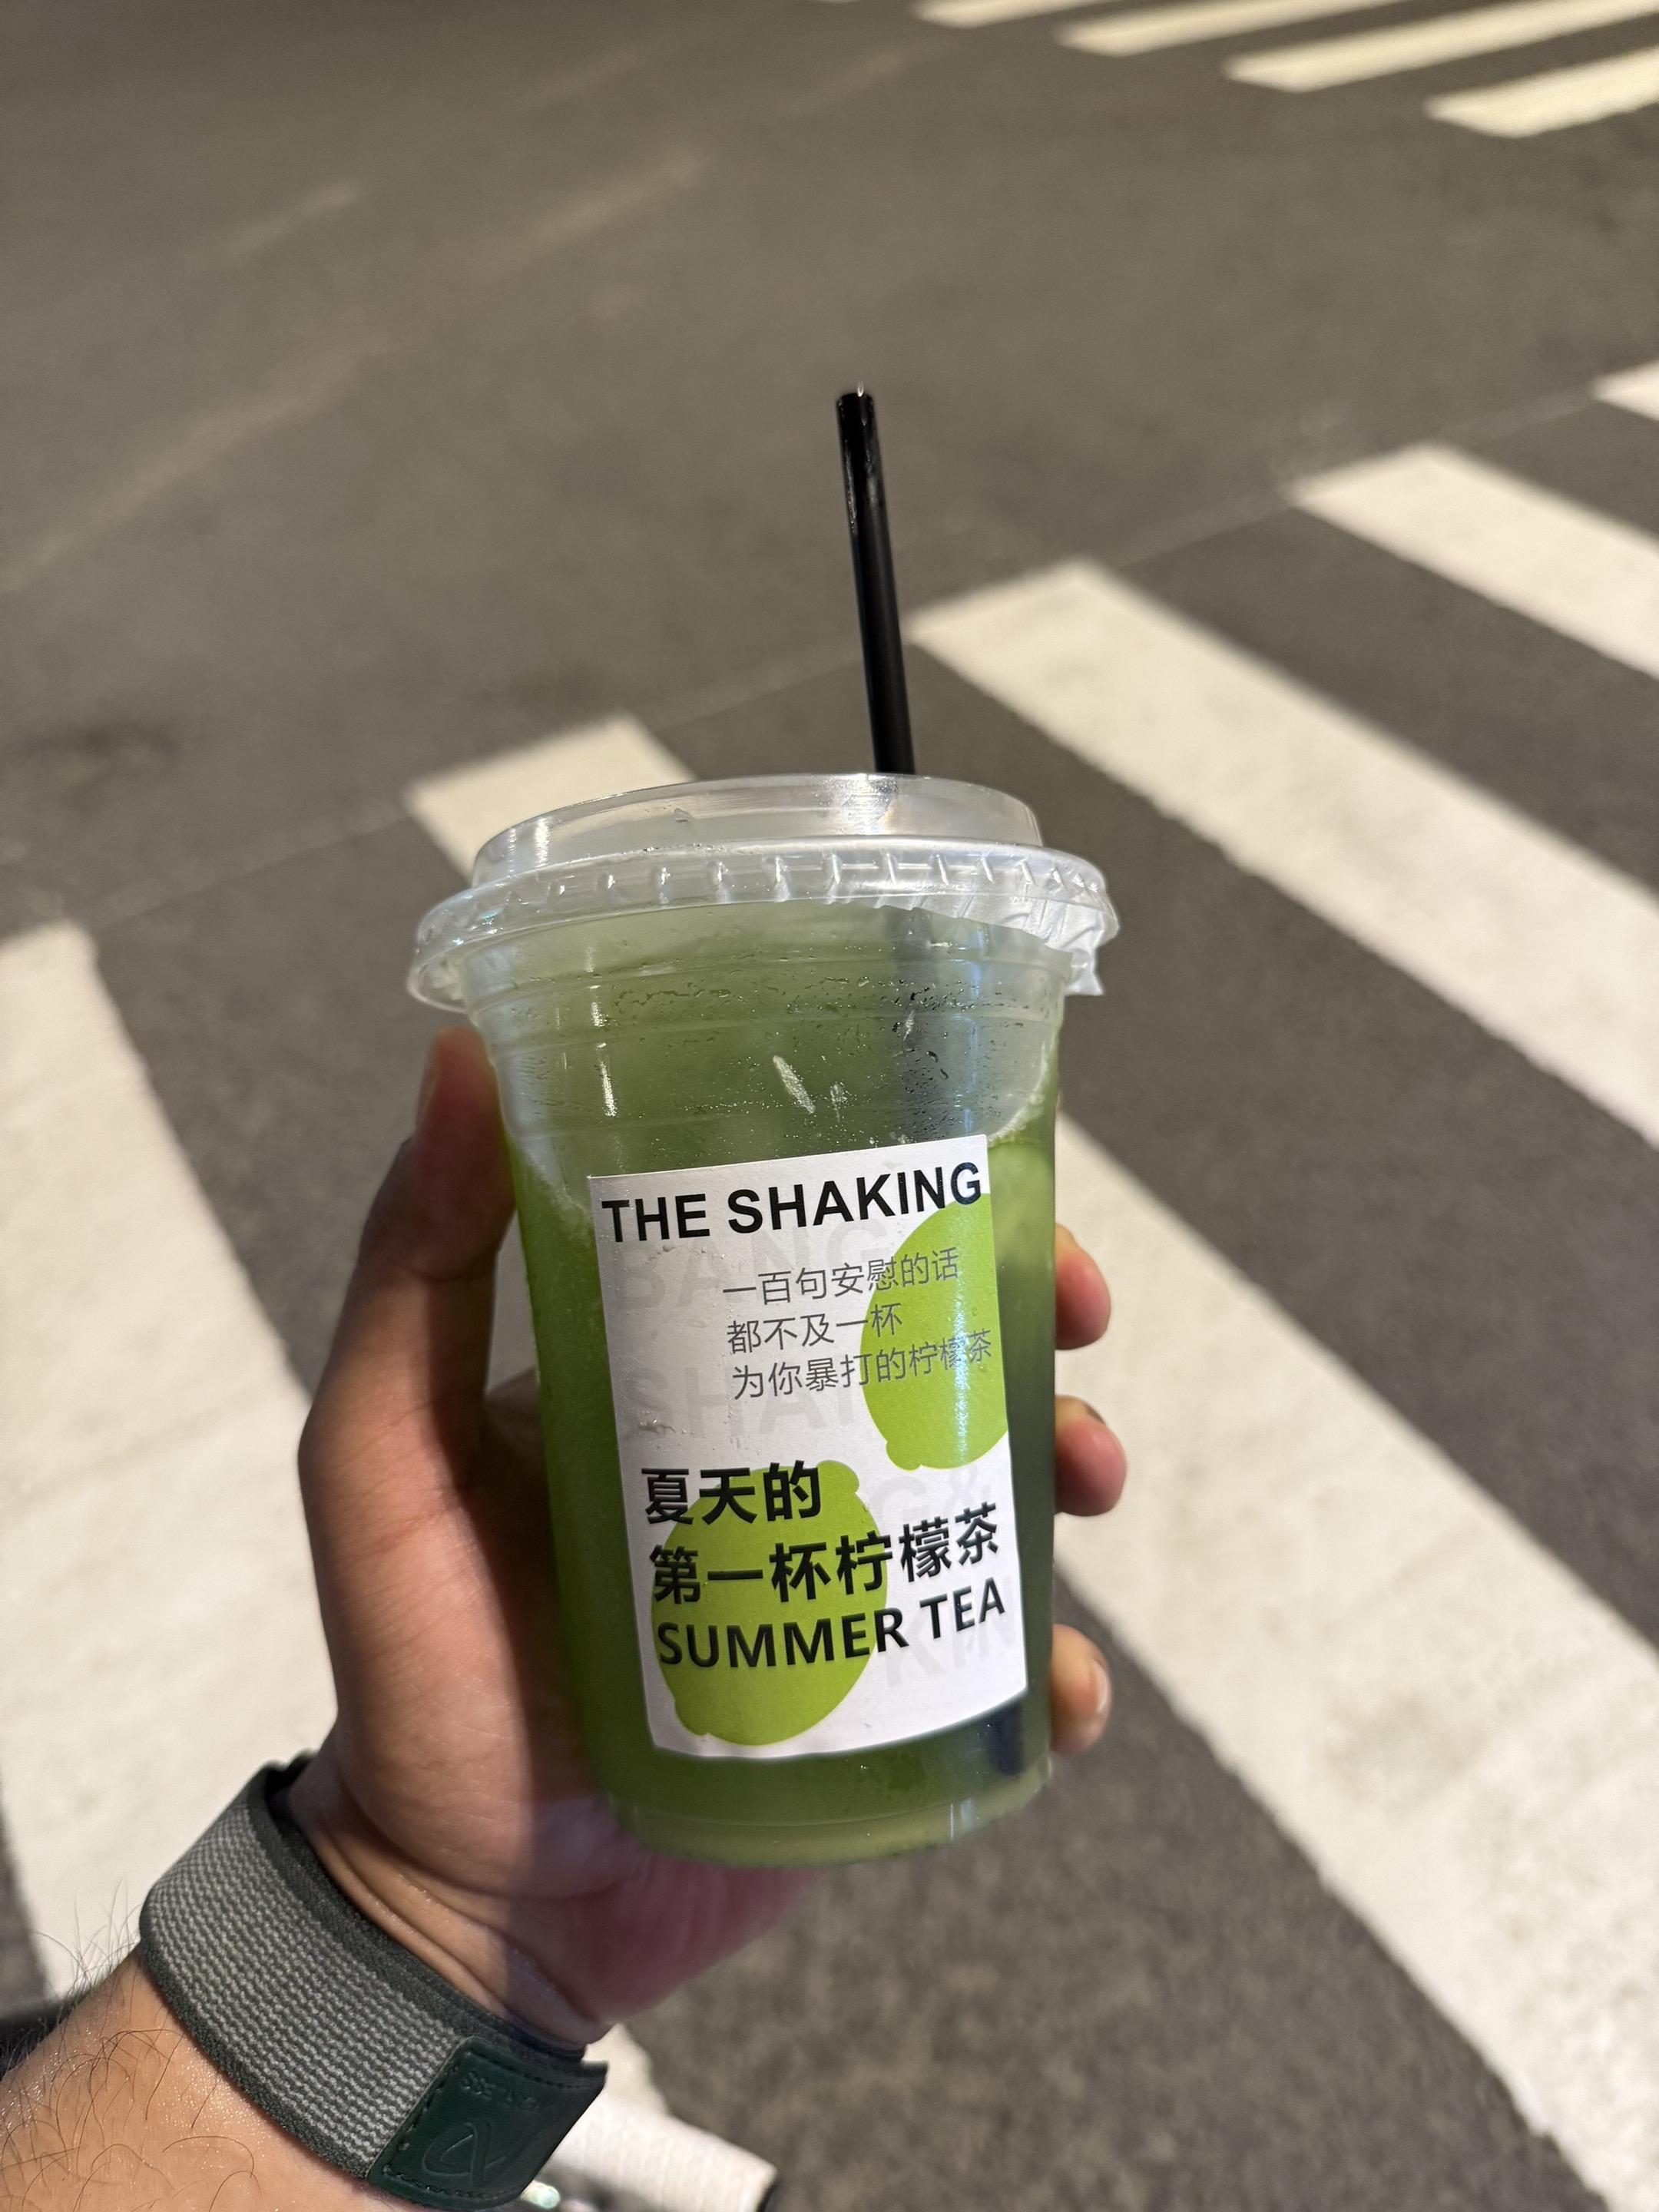 THE SHAKING
一百句安慰的话
都不及一杯
为你暴打的柠檬茶
夏天的
第一杯柠檬茶
SUMMER TEA